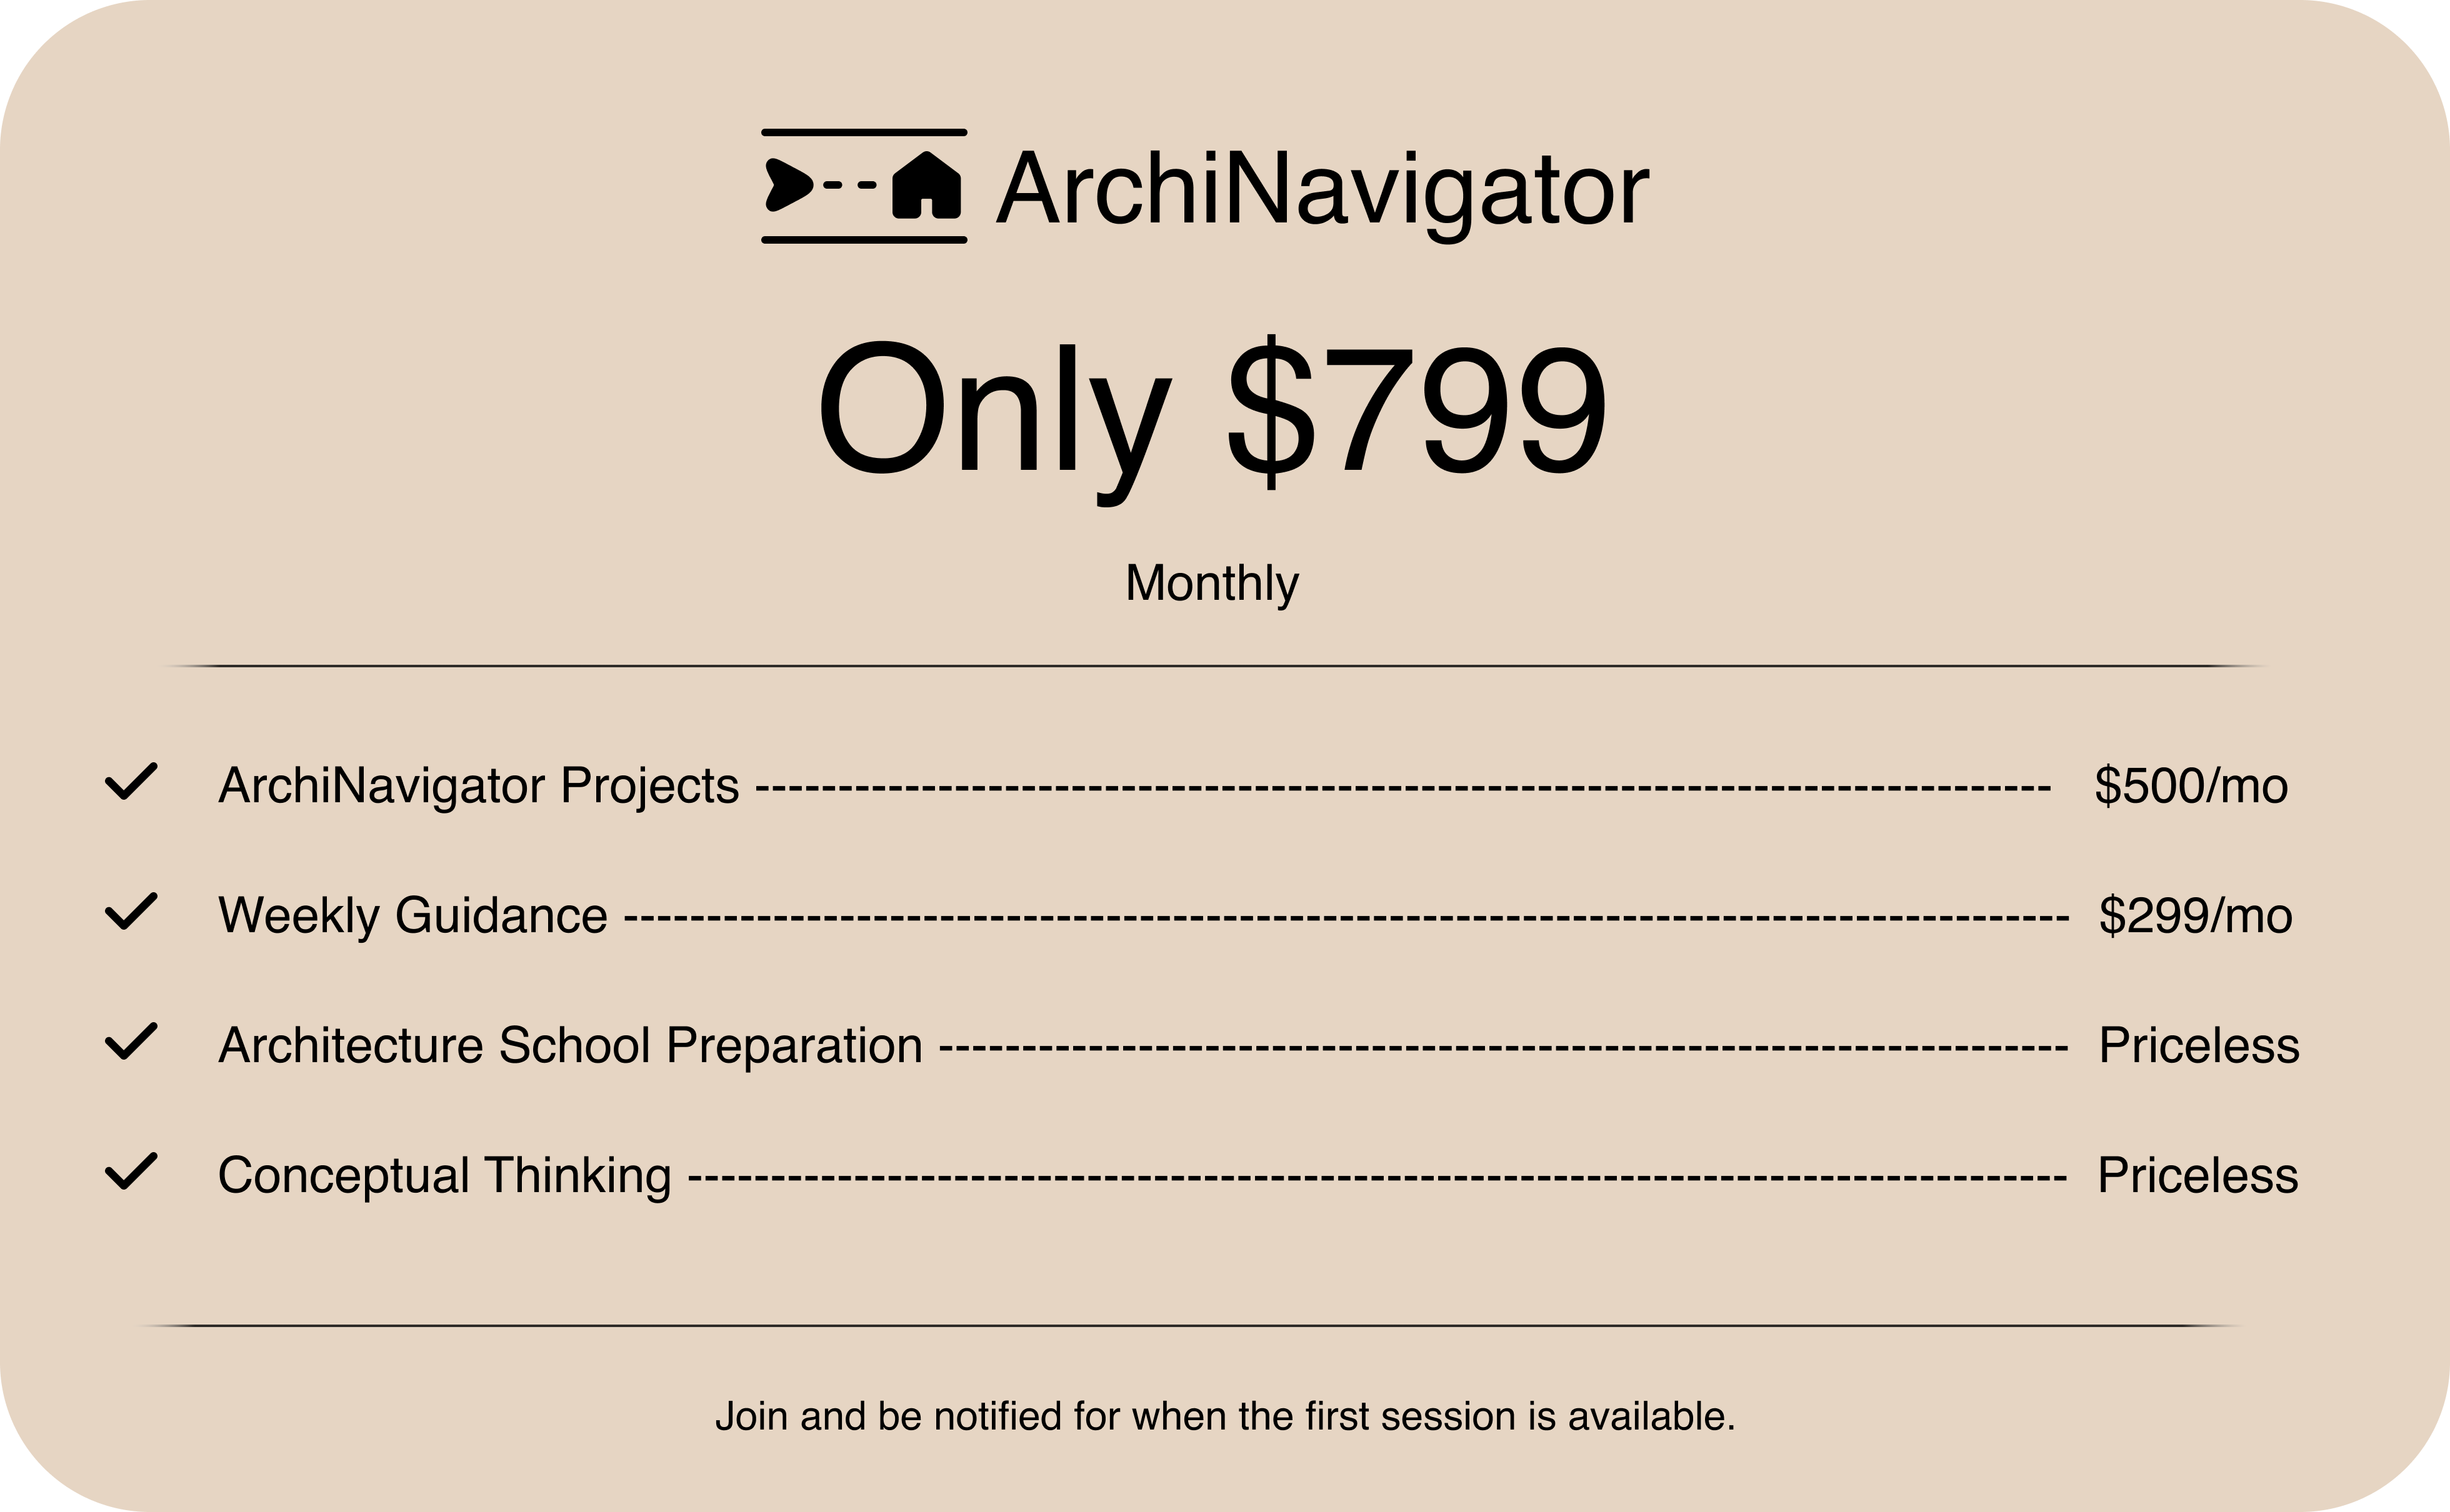 ArchiNavigator
Only $799
Monthly
ArchiNavigator Projects ------------------------------------------------------------------------------ $500/mo
Weekly Guidance --------------------------------------------------------------------------------------- $299/mo
Architecture School Preparation -------------------------------------------------------------------- Priceless
Conceptual Thinking ----------------------------------------------------------------------------------- Priceless
Join and be notified for when the first session is available.